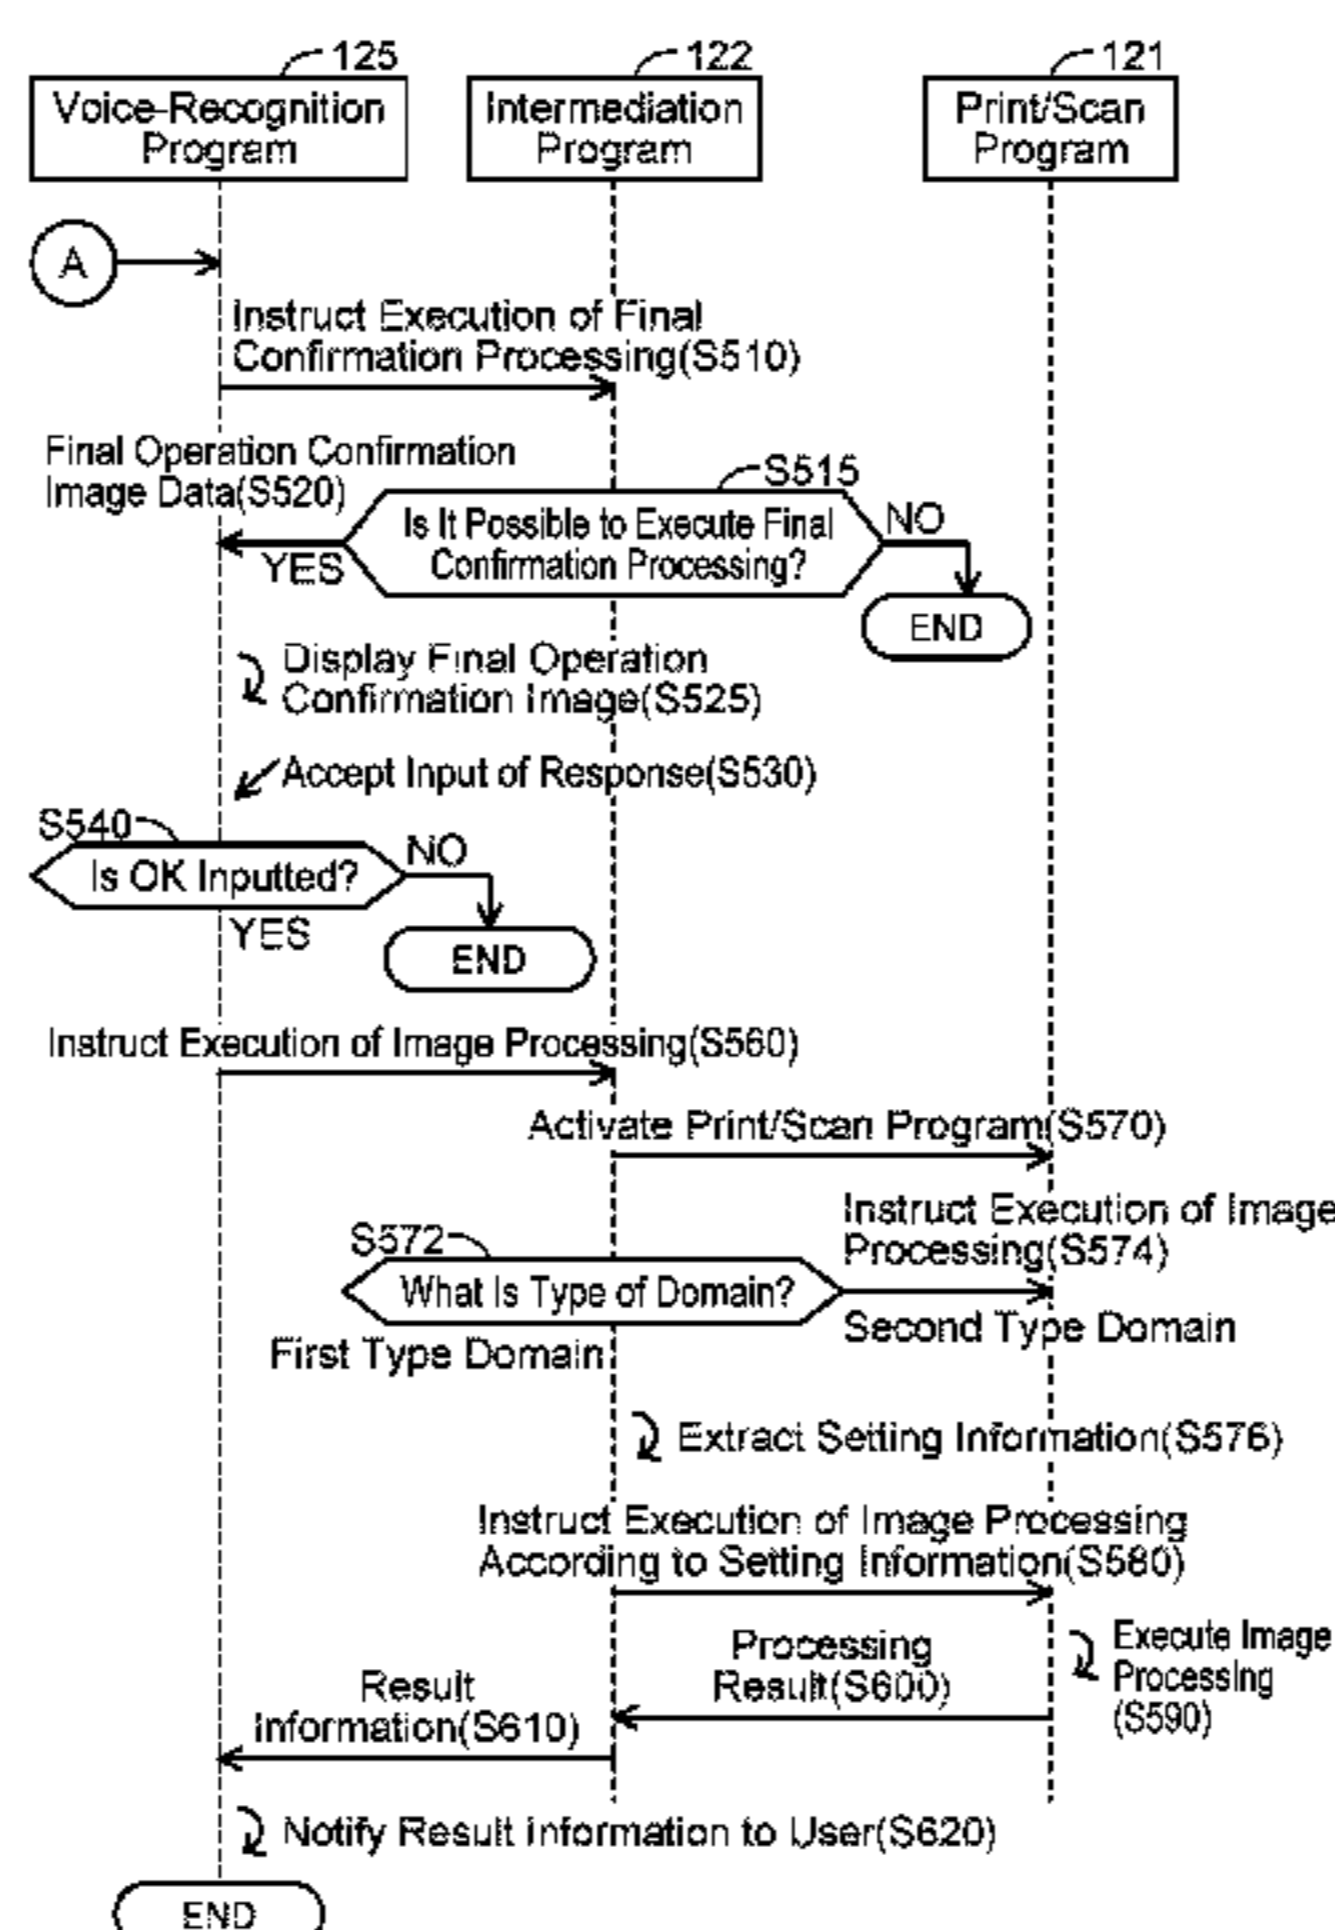 125
122
121
Voice-Recognition
Program
Intermediation
Program
Print/Scan
Program
A
Instruct Execution of Final
Confirmation Processing(S510)
Final Operation Confirmation
Image Data(S520)
S515
Is It Possible to Execute Final
Confirmation Processing?
NO
YES
END
Display Final Operation
Confirmation Image(S525)
Accept Input of Response(S530)
S540
Is OK Inputted?
NO
YES
END
Instruct Execution of Image Processing(S560)
Activate Print/Scan Program(S570)
Instruct Execution of Image
Processing(S574)
S572
What Is Type of Domain?
Second Type Domain
First Type Domain
Extract Setting Information(S576)
Instruct Execution of Image Processing
According to Setting Information(S580)
Execute Image
Processing
(S590)
Processing
Result(S600)
Result
Information(S610)
Notify Result Information to User(S620)
END